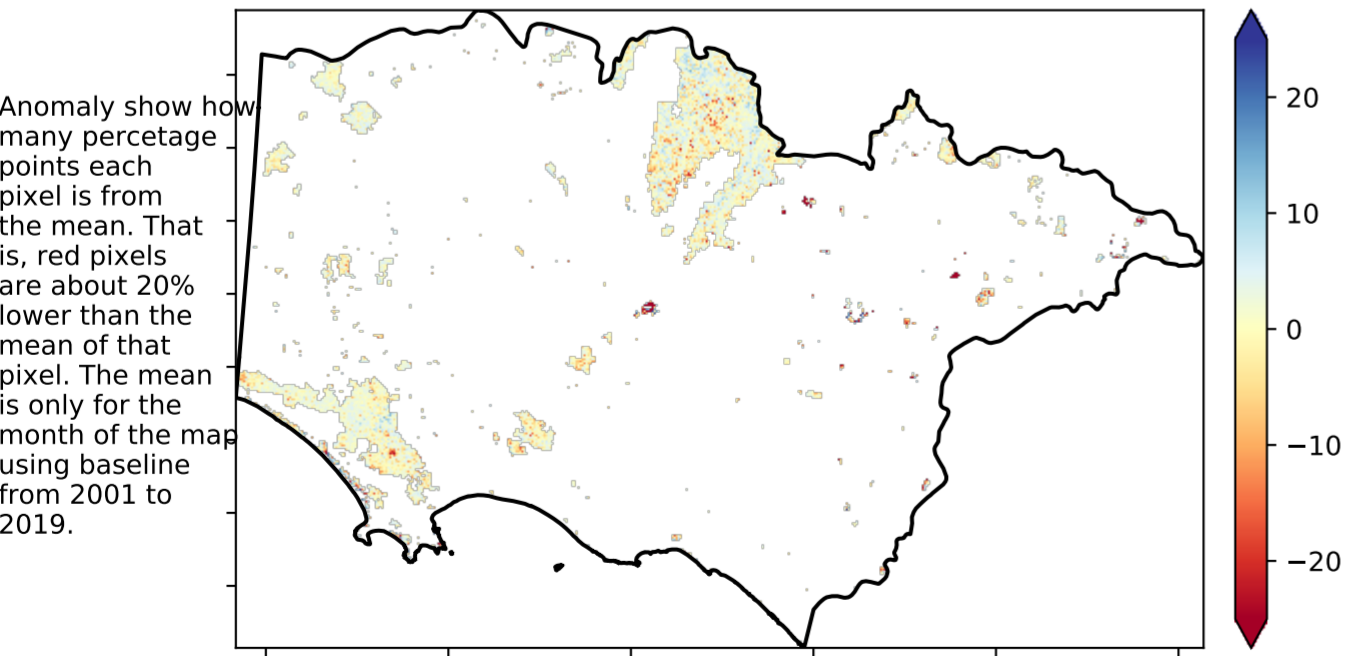 Anomaly show how
many percetage
points each
pixel is from
the mean. That
is, red pixels
are about 20%
lower than the
mean of that
pixel. The mean
is only for the
month of the map
using baseline
from 2001 to
2019.
20
10
0
−10
−20